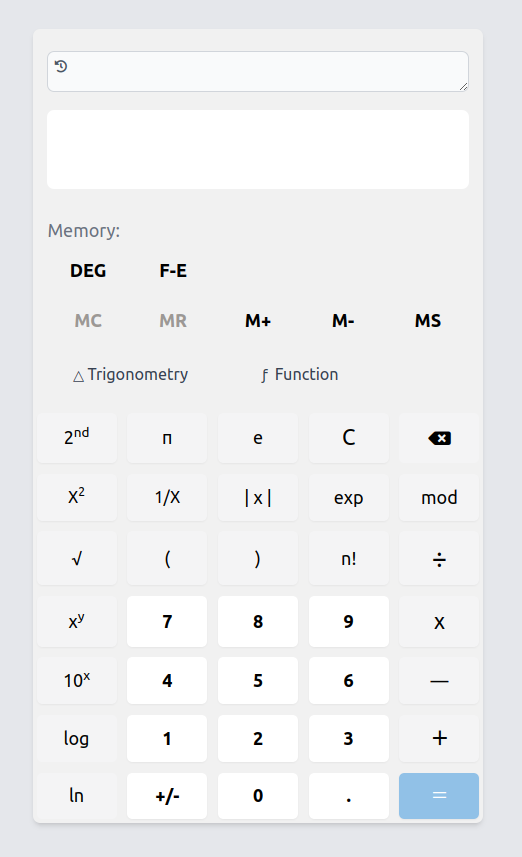 Memory:
DEG F-E
MC MR M+ M- MS
△ Trigonometry ƒ Function
2ⁿᵈ п e C
X² 1/X | x | exp mod
√ ( ) n! ÷
xʸ 7 8 9 x
10ˣ 4 5 6 —
log 1 2 3 +
ln +/- 0 . =